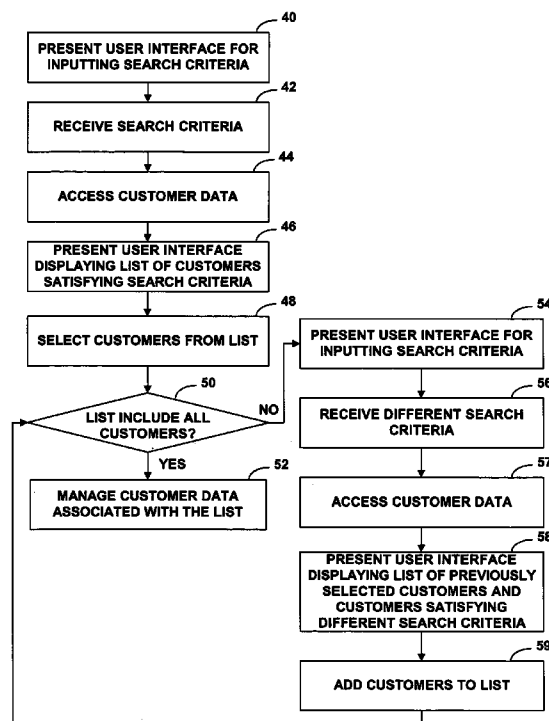 40
PRESENT USER INTERFACE FOR
INPUTTING SEARCH CRITERIA
42
RECEIVE SEARCH CRITERIA
44
ACCESS CUSTOMER DATA
46
PRESENT USER INTERFACE
DISPLAYING LIST OF CUSTOMERS
SATISFYING SEARCH CRITERIA
48
SELECT CUSTOMERS FROM LIST
50
LIST INCLUDE ALL
CUSTOMERS?
NO
YES
52
MANAGE CUSTOMER DATA
ASSOCIATED WITH THE LIST
54
PRESENT USER INTERFACE FOR
INPUTTING SEARCH CRITERIA
56
RECEIVE DIFFERENT SEARCH
CRITERIA
57
ACCESS CUSTOMER DATA
58
PRESENT USER INTERFACE
DISPLAYING LIST OF PREVIOUSLY
SELECTED CUSTOMERS AND
CUSTOMERS SATISFYING
DIFFERENT SEARCH CRITERIA
59
ADD CUSTOMERS TO LIST